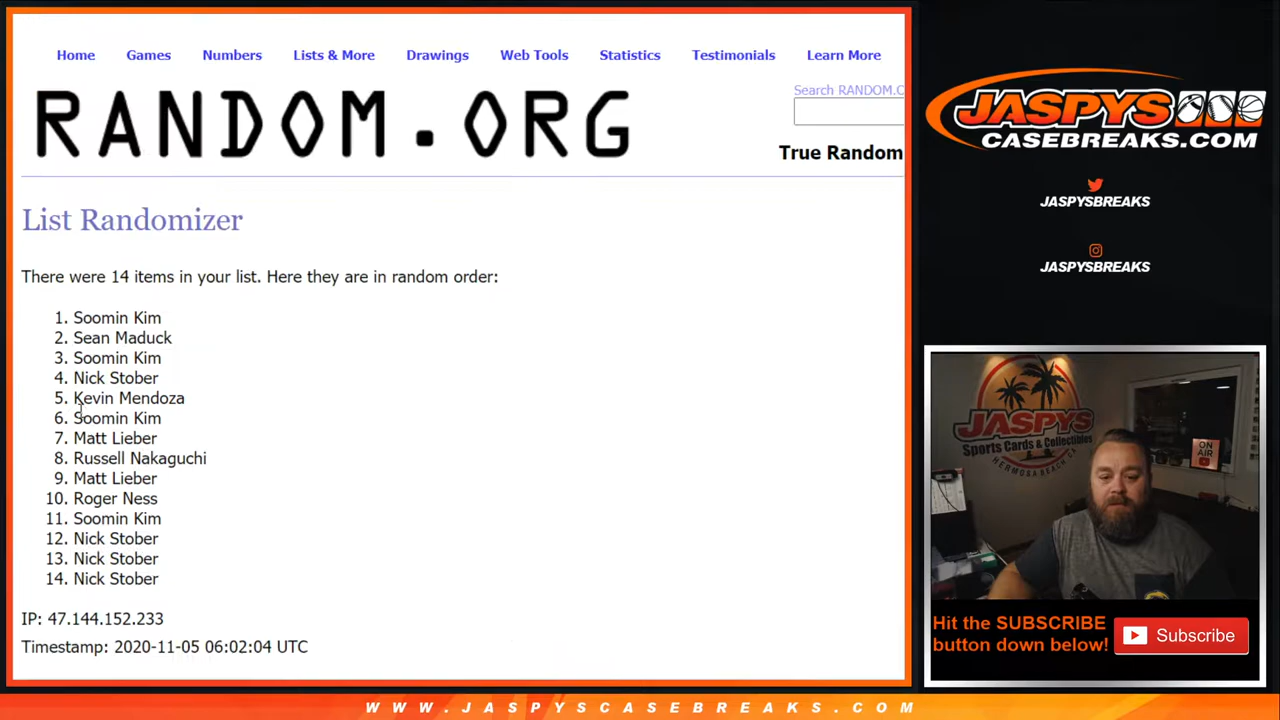 Home Games Numbers Lists & More Drawings Web Tools Statistics Testimonials Learn More
Search RANDOM.O
RANDOM.ORG
True Random
List Randomizer
There were 14 items in your list. Here they are in random order:
1. Soomin Kim
2. Sean Maduck
3. Soomin Kim
4. Nick Stober
5. Kevin Mendoza
6. Soomin Kim
7. Matt Lieber
8. Russell Nakaguchi
9. Matt Lieber
10. Roger Ness
11. Soomin Kim
12. Nick Stober
13. Nick Stober
14. Nick Stober
IP: 47.144.152.233
Timestamp: 2020-11-05 06:02:04 UTC
JASPYS
CASEBREAKS.COM
JASPYSBREAKS
JASPYSBREAKS
JASPYS
Sports Cards & Collectibles
HERMOSA BEACH CA
ON AIR
Hit the SUBSCRIBE
button down below!
Subscribe
WWW.JASPYSCASEBREAKS.COM